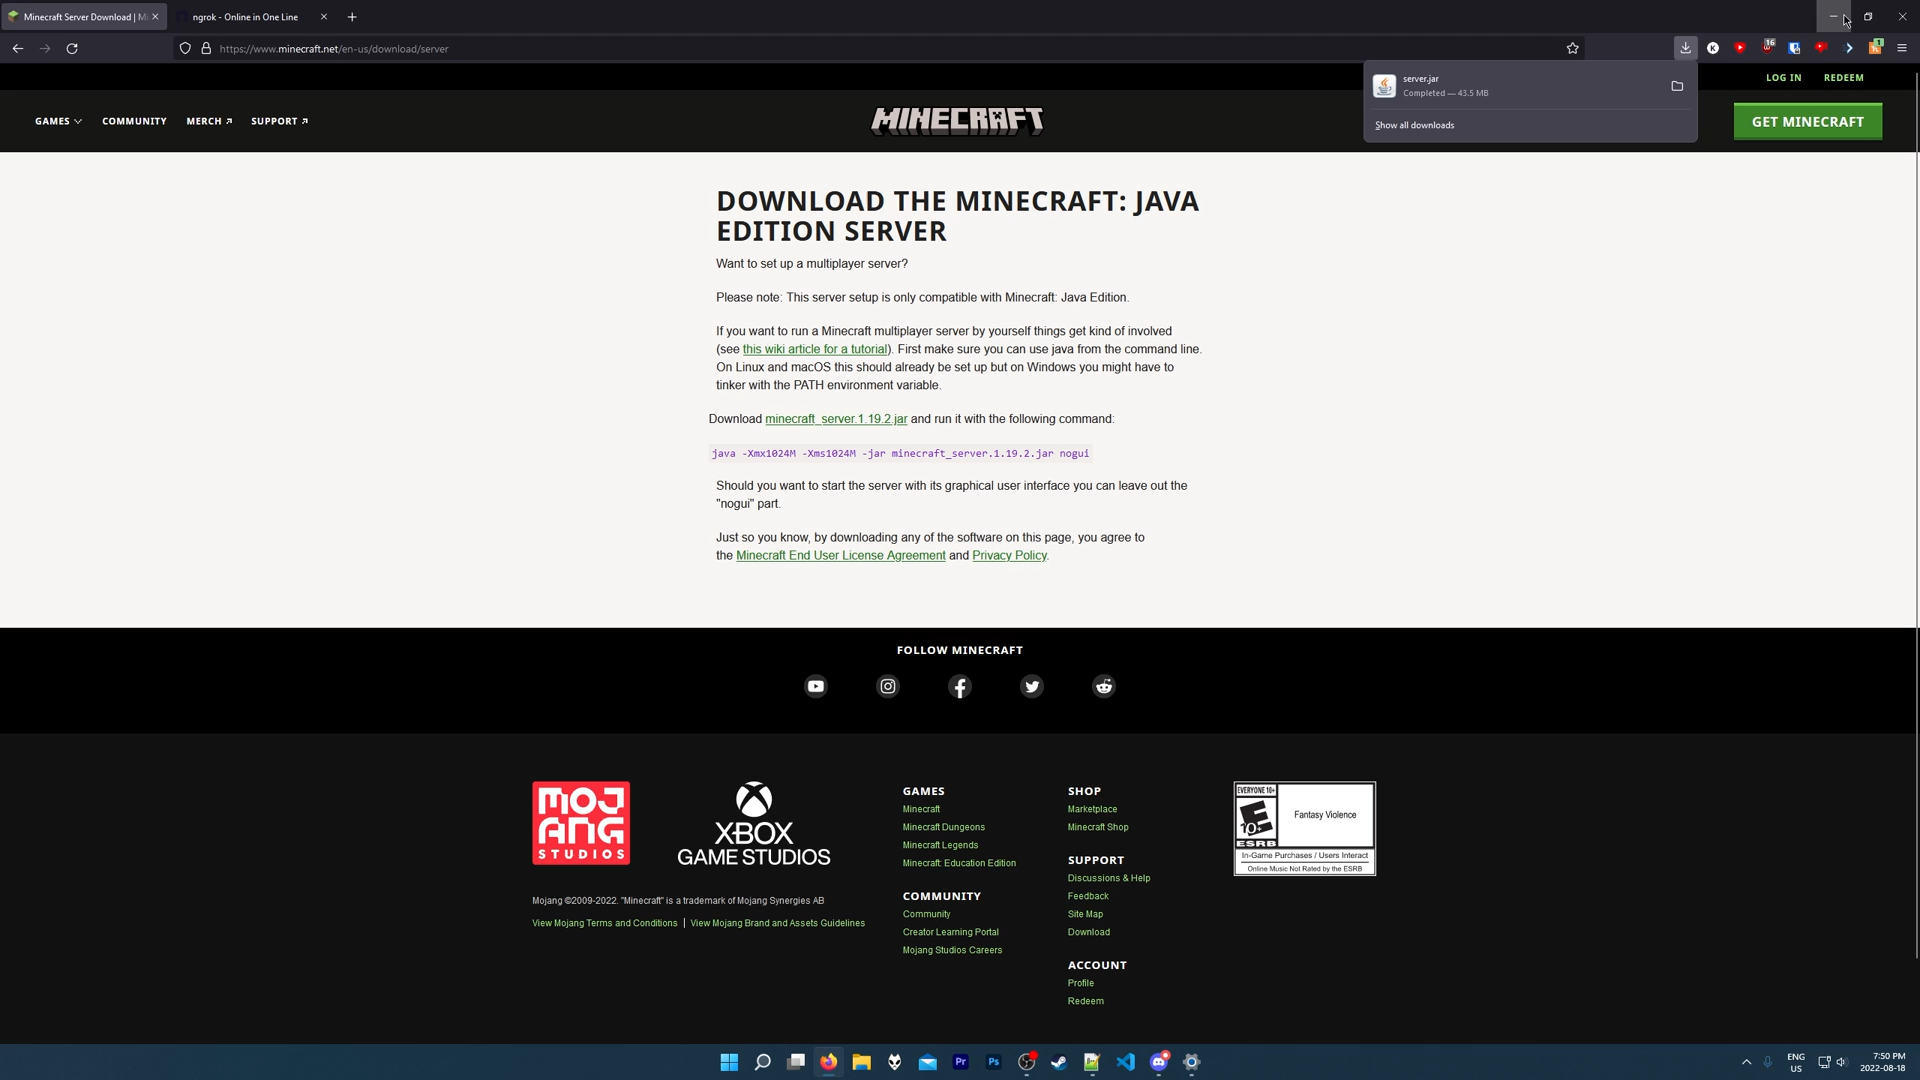 Minecraft Server Download | Mi
ngrok - Online in One Line
https://www.minecraft.net/en-us/download/server
16
1
server.jar
Completed — 43.5 MB
Show all downloads
LOG IN
REDEEM
GAMES
COMMUNITY
MERCH
SUPPORT
MINECRAFT
GET MINECRAFT
DOWNLOAD THE MINECRAFT: JAVA
EDITION SERVER
Want to set up a multiplayer server?
Please note: This server setup is only compatible with Minecraft: Java Edition.
If you want to run a Minecraft multiplayer server by yourself things get kind of involved
(see this wiki article for a tutorial). First make sure you can use java from the command line.
On Linux and macOS this should already be set up but on Windows you might have to
tinker with the PATH environment variable.
Download minecraft_server.1.19.2.jar and run it with the following command:
java -Xmx1024M -Xms1024M -jar minecraft_server.1.19.2.jar nogui
Should you want to start the server with its graphical user interface you can leave out the
"nogui" part.
Just so you know, by downloading any of the software on this page, you agree to
the Minecraft End User License Agreement and Privacy Policy.
FOLLOW MINECRAFT
MOJ
ANG
STUDIOS
XBOX
GAME STUDIOS
Mojang ©2009-2022. "Minecraft" is a trademark of Mojang Synergies AB
View Mojang Terms and Conditions | View Mojang Brand and Assets Guidelines
GAMES
Minecraft
Minecraft Dungeons
Minecraft Legends
Minecraft: Education Edition
COMMUNITY
Community
Creator Learning Portal
Mojang Studios Careers
SHOP
Marketplace
Minecraft Shop
SUPPORT
Discussions & Help
Feedback
Site Map
Download
ACCOUNT
Profile
Redeem
EVERYONE 10+
E
10+
ESRB
Fantasy Violence
In-Game Purchases / Users Interact
Online Music Not Rated by the ESRB
Pr
Ps
ENG
US
7:50 PM
2022-08-18